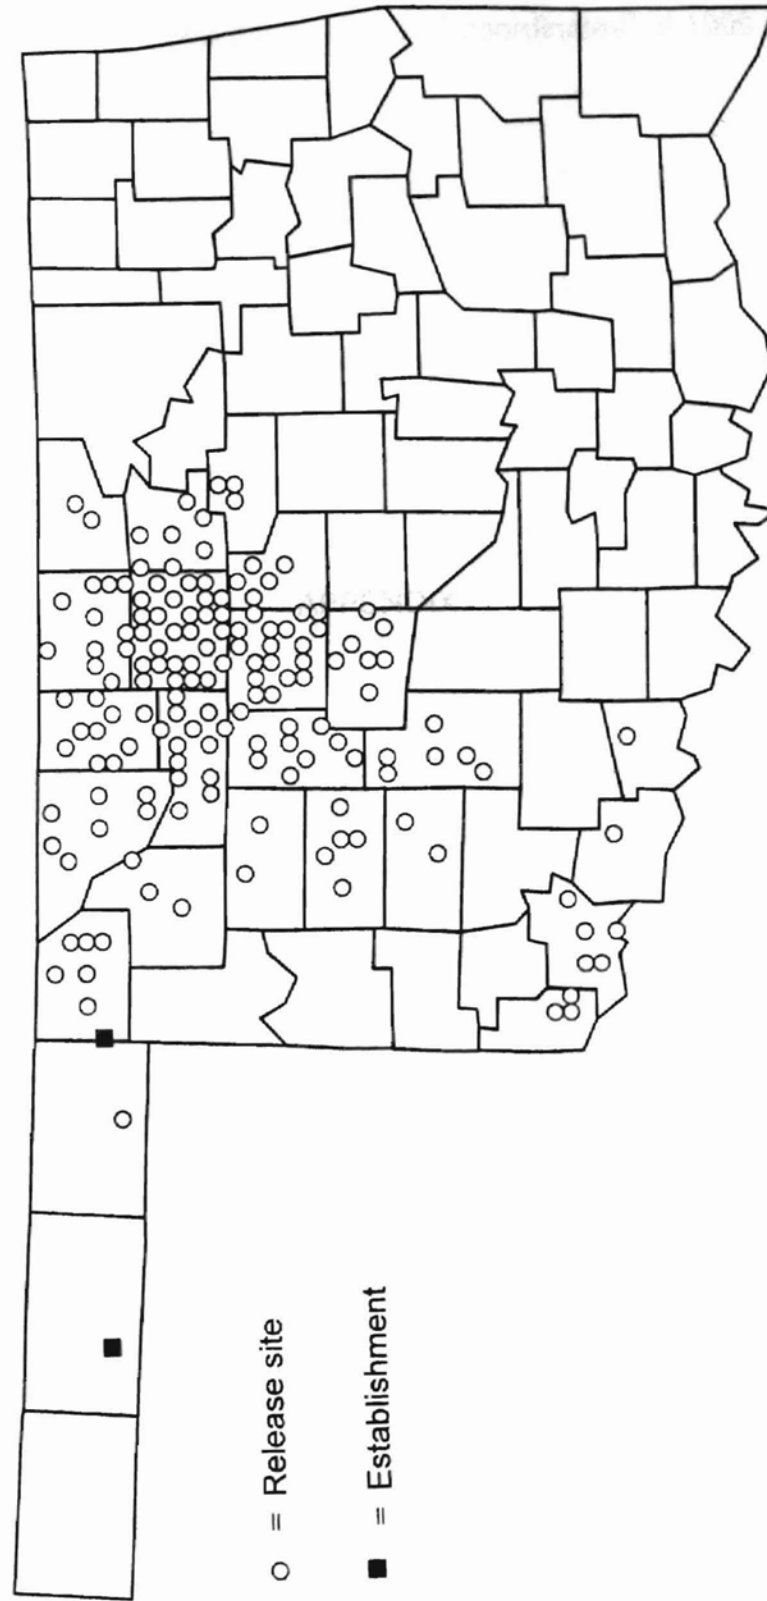 ○ = Release site
■ = Establishment